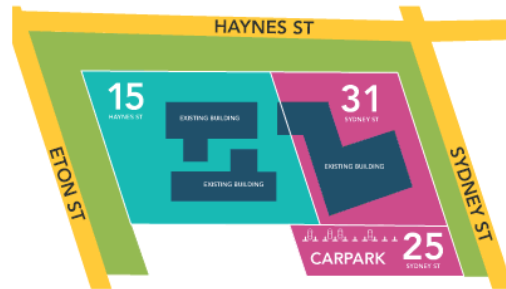 HAYNES ST
15
HAYNES ST
EXISTING BUILDING
EXISTING BUILDING
31
SYDNEY ST
EXISTING BUILDING
ETON ST
SYDNEY ST
CARPARK
25
SYDNEY ST